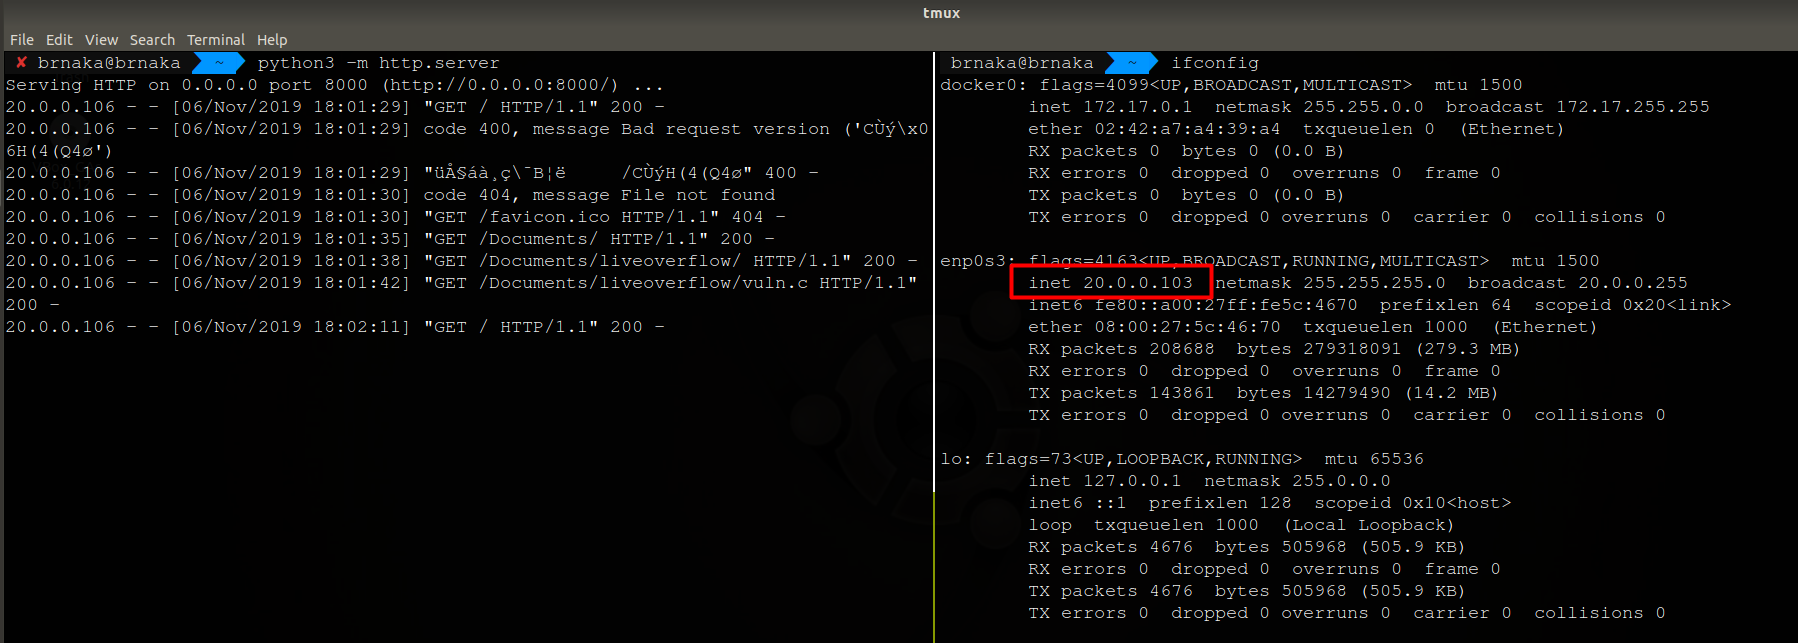 tmux
File Edit View Search Terminal Help
✘ brnaka@brnaka ~ python3 -m http.server
Serving HTTP on 0.0.0.0 port 8000 (http://0.0.0.0:8000/) ...
20.0.0.106 - - [06/Nov/2019 18:01:29] "GET / HTTP/1.1" 200 -
20.0.0.106 - - [06/Nov/2019 18:01:29] code 400, message Bad request version ('CÙý\x0
6H(4(Q4ø')
20.0.0.106 - - [06/Nov/2019 18:01:29] "üÅ§áà¸ç\¯B¦ë /CÙýH(4(Q4ø" 400 -
20.0.0.106 - - [06/Nov/2019 18:01:30] code 404, message File not found
20.0.0.106 - - [06/Nov/2019 18:01:30] "GET /favicon.ico HTTP/1.1" 404 -
20.0.0.106 - - [06/Nov/2019 18:01:35] "GET /Documents/ HTTP/1.1" 200 -
20.0.0.106 - - [06/Nov/2019 18:01:38] "GET /Documents/liveoverflow/ HTTP/1.1" 200 -
20.0.0.106 - - [06/Nov/2019 18:01:42] "GET /Documents/liveoverflow/vuln.c HTTP/1.1"
200 -
20.0.0.106 - - [06/Nov/2019 18:02:11] "GET / HTTP/1.1" 200 -
brnaka@brnaka ~ ifconfig
docker0: flags=4099<UP,BROADCAST,MULTICAST> mtu 1500
inet 172.17.0.1 netmask 255.255.0.0 broadcast 172.17.255.255
ether 02:42:a7:a4:39:a4 txqueuelen 0 (Ethernet)
RX packets 0 bytes 0 (0.0 B)
RX errors 0 dropped 0 overruns 0 frame 0
TX packets 0 bytes 0 (0.0 B)
TX errors 0 dropped 0 overruns 0 carrier 0 collisions 0
enp0s3: flags=4163<UP,BROADCAST,RUNNING,MULTICAST> mtu 1500
inet 20.0.0.103 netmask 255.255.255.0 broadcast 20.0.0.255
inet6 fe80::a00:27ff:fe5c:4670 prefixlen 64 scopeid 0x20<link>
ether 08:00:27:5c:46:70 txqueuelen 1000 (Ethernet)
RX packets 208688 bytes 279318091 (279.3 MB)
RX errors 0 dropped 0 overruns 0 frame 0
TX packets 143861 bytes 14279490 (14.2 MB)
TX errors 0 dropped 0 overruns 0 carrier 0 collisions 0
lo: flags=73<UP,LOOPBACK,RUNNING> mtu 65536
inet 127.0.0.1 netmask 255.0.0.0
inet6 ::1 prefixlen 128 scopeid 0x10<host>
loop txqueuelen 1000 (Local Loopback)
RX packets 4676 bytes 505968 (505.9 KB)
RX errors 0 dropped 0 overruns 0 frame 0
TX packets 4676 bytes 505968 (505.9 KB)
TX errors 0 dropped 0 overruns 0 carrier 0 collisions 0